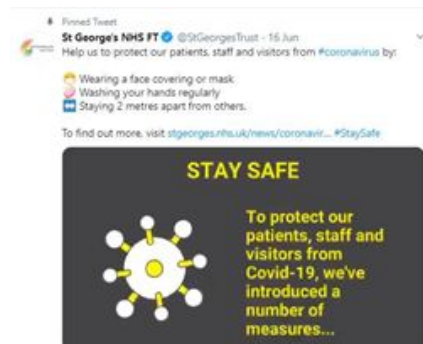 Pinned Tweet
St George's NHS FT @StGeorgesTrust · 16 Jun
Help us to protect our patients, staff and visitors from #coronavirus by:
Wearing a face covering or mask
Washing your hands regularly
Staying 2 metres apart from others.
To find out more, visit stgeorges.nhs.uk/news/coronavir... #StaySafe
STAY SAFE
To protect our
patients, staff and
visitors from
Covid-19, we've
introduced a
number of
measures...